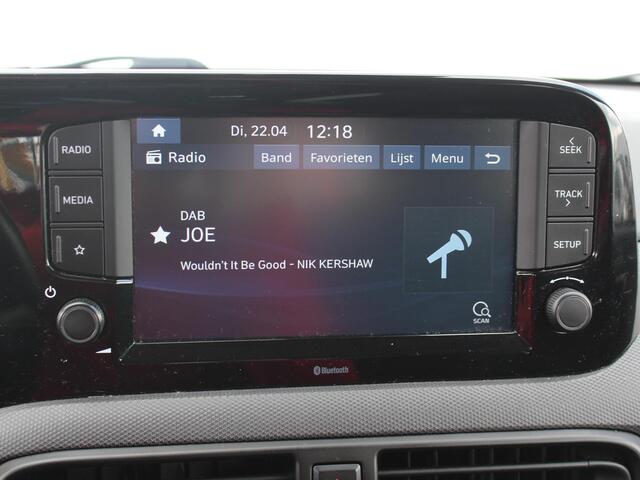 Di, 22.04 12:18
RADIO
Radio Band Favorieten Lijst Menu
SEEK
MEDIA
TRACK
DAB
JOE
SETUP
Wouldn't It Be Good - NIK KERSHAW
SCAN
Bluetooth